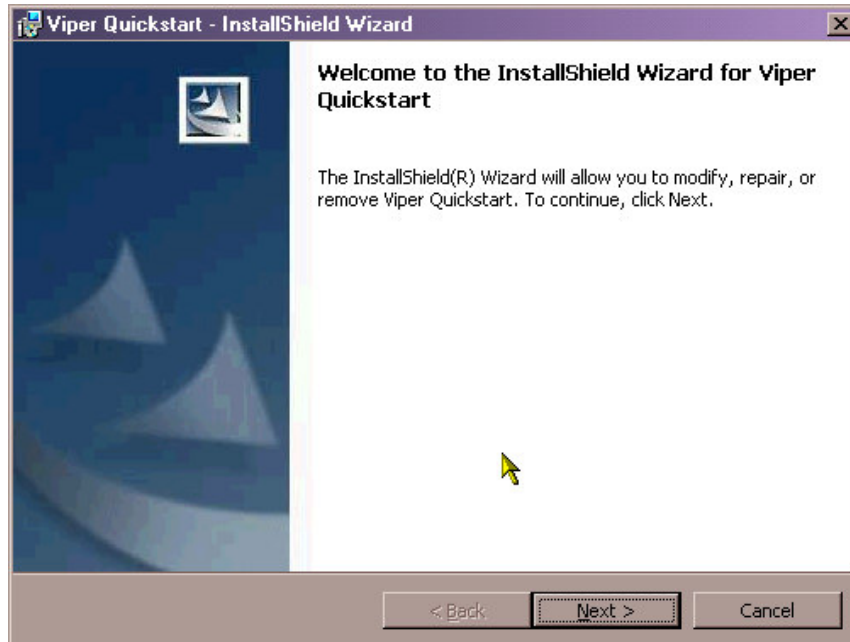 Viper Quickstart - InstallShield Wizard
Welcome to the InstallShield Wizard for Viper
Quickstart
The InstallShield(R) Wizard will allow you to modify, repair, or
remove Viper Quickstart. To continue, click Next.
< Back
Next >
Cancel